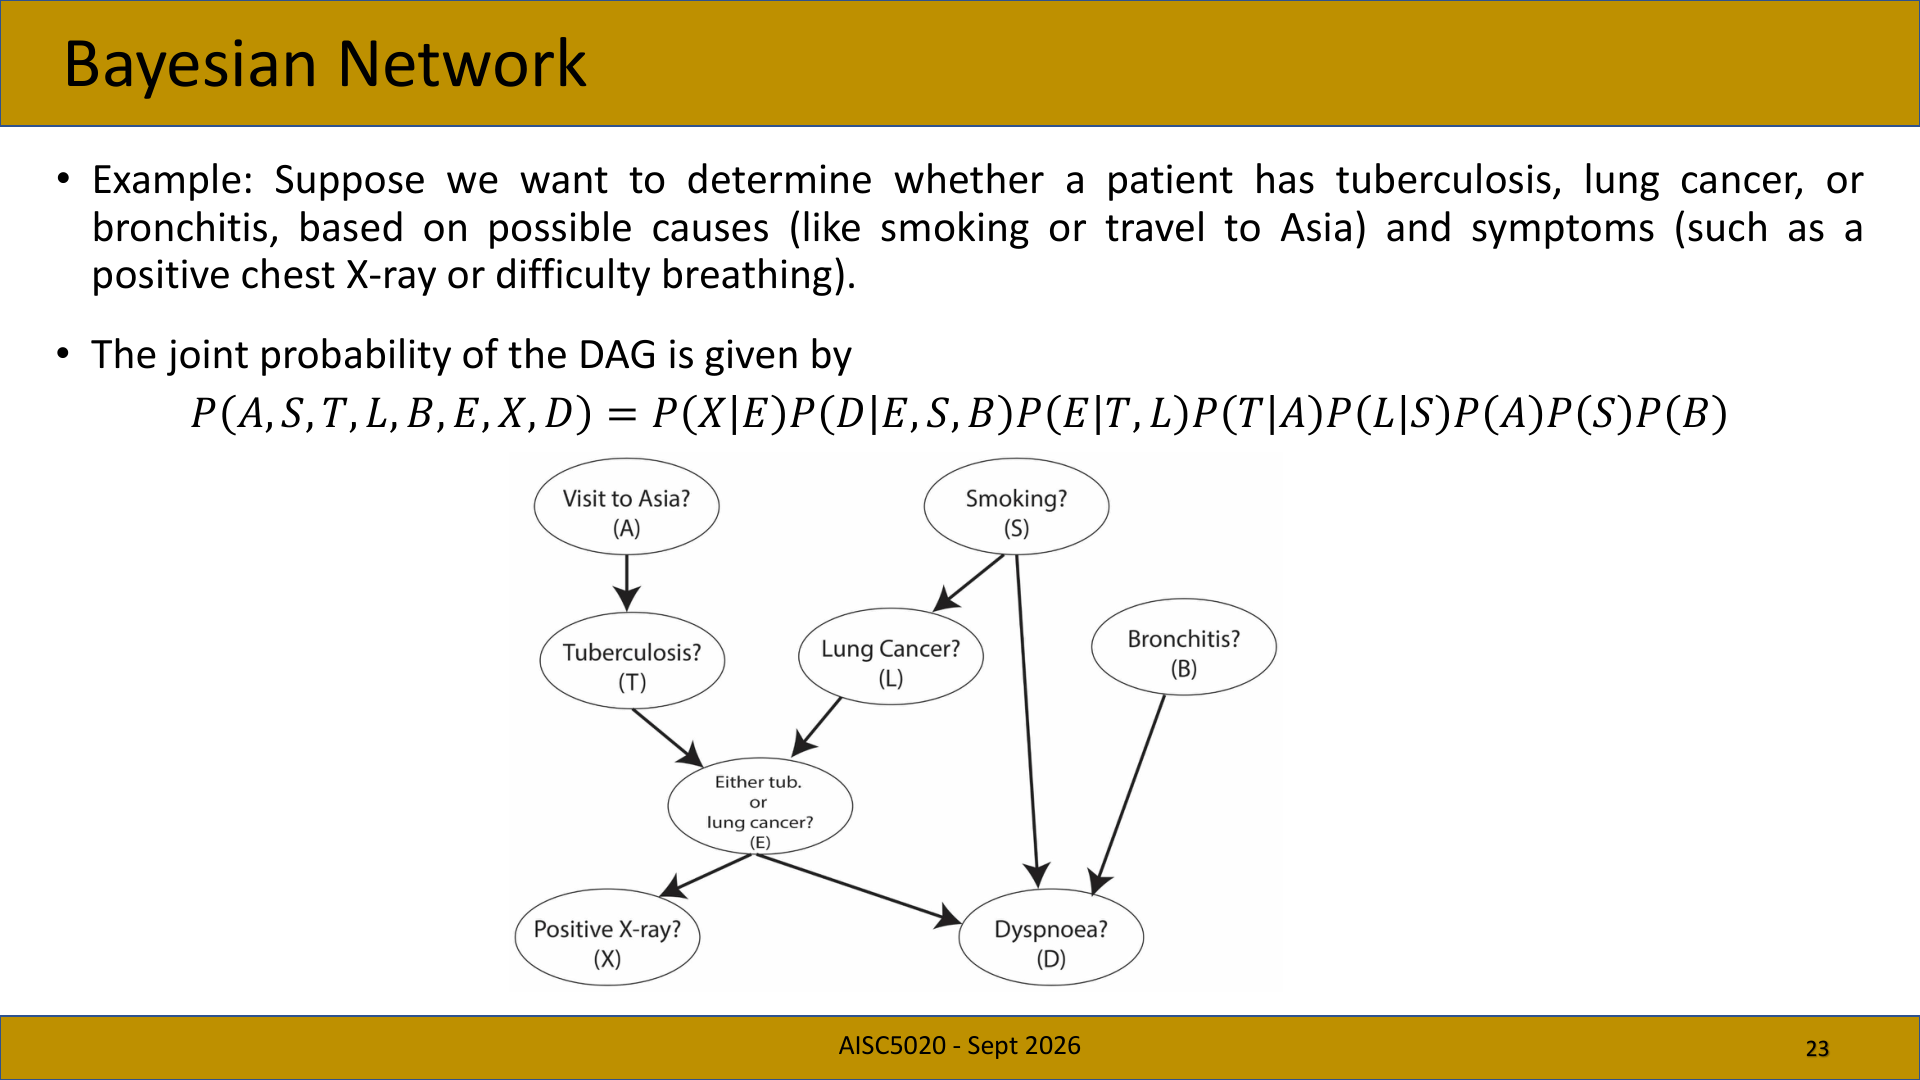 Bayesian Network
• Example: Suppose we want to determine whether a patient has tuberculosis, lung cancer, or
bronchitis, based on possible causes (like smoking or travel to Asia) and symptoms (such as a
positive chest X-ray or difficulty breathing).
• The joint probability of the DAG is given by
P(A, S, T, L, B, E, X, D) = P(X|E)P(D|E, S, B)P(E|T, L)P(T|A)P(L|S)P(A)P(S)P(B)
Visit to Asia?
(A)
Smoking?
(S)
Tuberculosis?
(T)
Lung Cancer?
(L)
Bronchitis?
(B)
Either tub.
or
lung cancer?
(E)
Positive X-ray?
(X)
Dyspnoea?
(D)
AISC5020 - Sept 2026
23